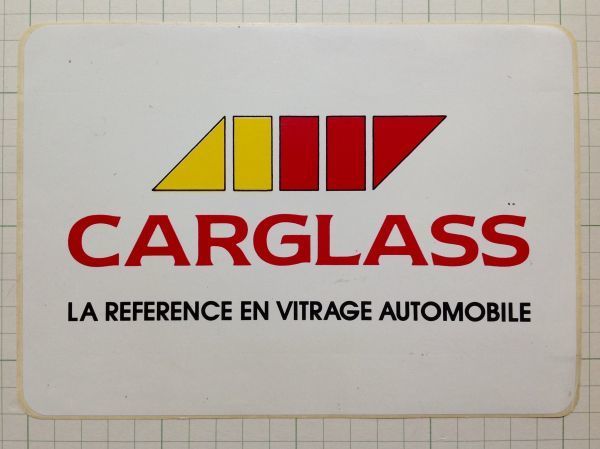 CARGLASS
LA REFERENCE EN VITRAGE AUTOMOBILE